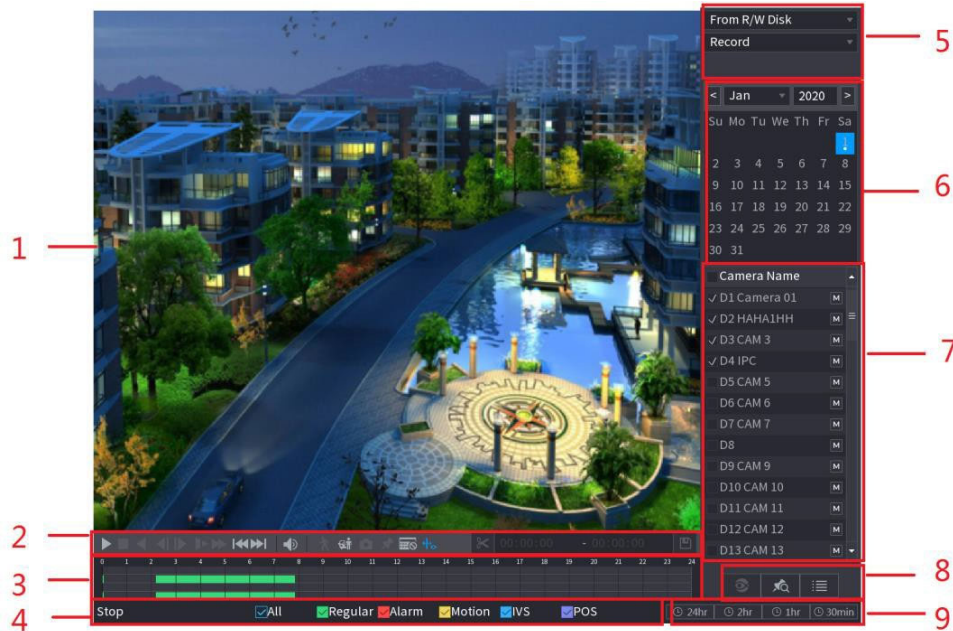 From R/W Disk
Record
5
< Jan 2020 >
Su Mo Tu We Th Fr Sa
1
2 3 4 5 6 7 8
9 10 11 12 13 14 15
16 17 18 19 20 21 22
23 24 25 26 27 28 29
30 31
6
1
Camera Name
D1 Camera 01 M
D2 HAHA1HH M
D3 CAM 3 M
D4 IPC M
D5 CAM 5 M
D6 CAM 6 M
D7 CAM 7 M
D8 M
D9 CAM 9 M
D10 CAM 10 M
D11 CAM 11 M
D12 CAM 12 M
D13 CAM 13 M
7
2
00:00:00 - 00:00:00
0 1 2 3 4 5 6 7 8 9 10 11 12 13 14 15 16 17 18 19 20 21 22 23 24
3
8
4
Stop All Regular Alarm Motion IVS POS
24hr 2hr 1hr 30min
9